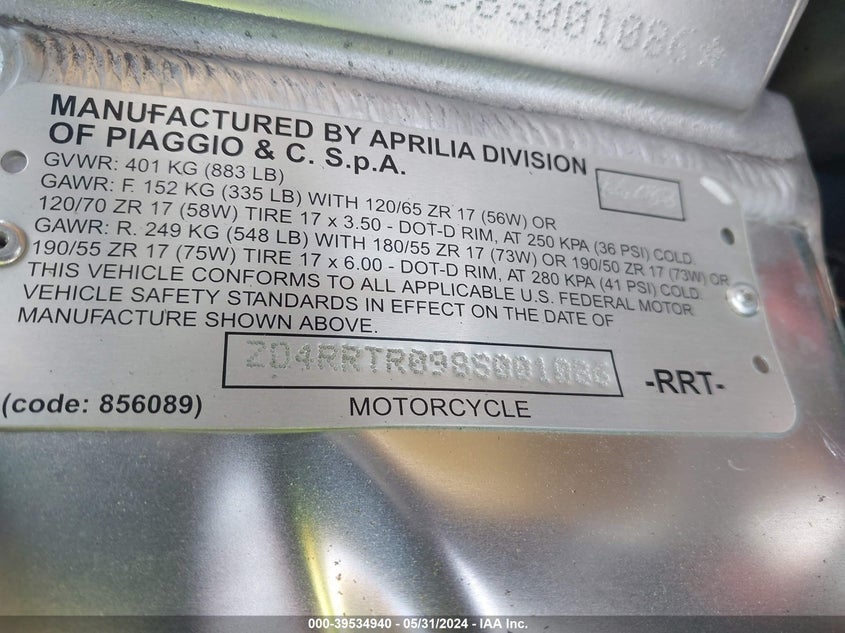 98S001086*
MANUFACTURED BY APRILIA DIVISION
OF PIAGGIO & C. S.p.A.
GVWR: 401 KG (883 LB)
GAWR: F. 152 KG (335 LB) WITH 120/65 ZR 17 (56W) OR
120/70 ZR 17 (58W) TIRE 17 x 3.50 - DOT-D RIM, AT 250 KPA (36 PSI) COLD.
GAWR: R. 249 KG (548 LB) WITH 180/55 ZR 17 (73W) OR 190/50 ZR 17 (73W) OR
190/55 ZR 17 (75W) TIRE 17 x 6.00 - DOT-D RIM, AT 280 KPA (41 PSI) COLD.
THIS VEHICLE CONFORMS TO ALL APPLICABLE U.S. FEDERAL MOTOR
VEHICLE SAFETY STANDARDS IN EFFECT ON THE DATE OF
MANUFACTURE SHOWN ABOVE.
ZD4RRTR098S001086
-RRT-
(code: 856089)
MOTORCYCLE
000-39534940 - 05/31/2024 - IAA Inc.